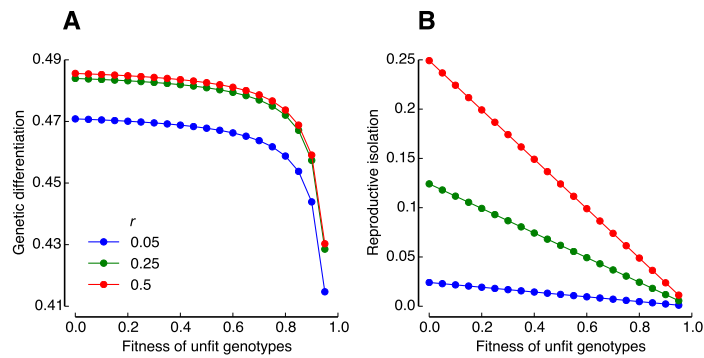 A
B
Genetic differentiation
0.49
0.47
0.45
0.43
0.41
r
0.05
0.25
0.5
0.0 0.2 0.4 0.6 0.8 1.0
Fitness of unfit genotypes
Reproductive isolation
0.25
0.2
0.15
0.1
0.05
0.0
0.0 0.2 0.4 0.6 0.8 1.0
Fitness of unfit genotypes